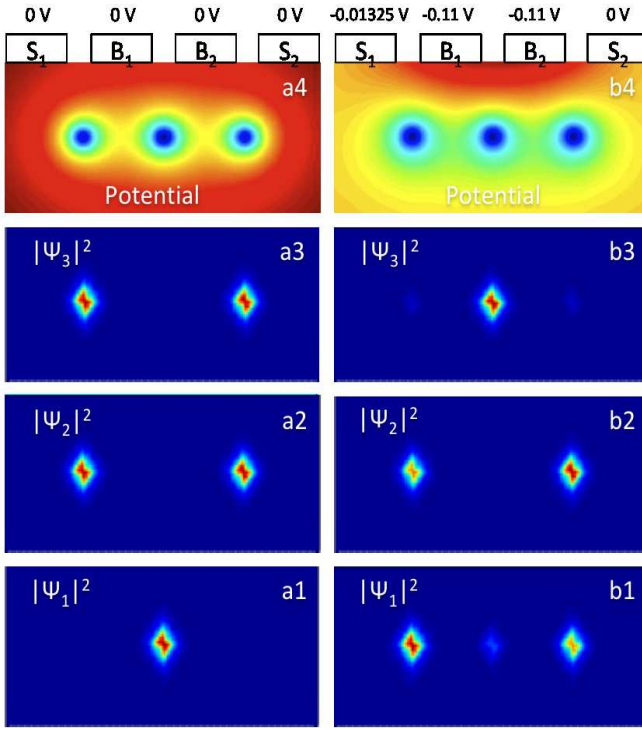 0 V 0 V 0 V 0 V -0.01325 V -0.11 V -0.11 V 0 V
S1 B1 B2 S2 S1 B1 B2 S2
a4 b4
Potential Potential
|Ψ3|² a3 |Ψ3|² b3
|Ψ2|² a2 |Ψ2|² b2
|Ψ1|² a1 |Ψ1|² b1